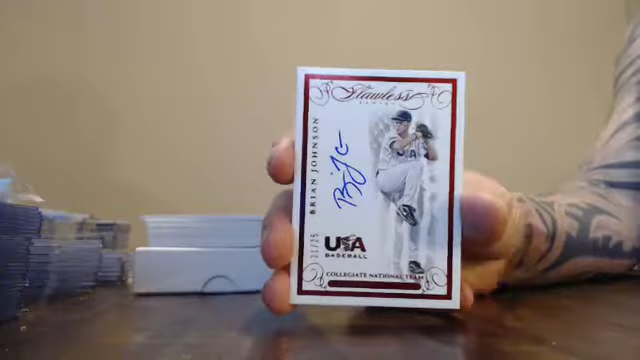 Flawless
BRIAN JOHNSON
21/25
USA
BASEBALL
COLLEGIATE NATIONAL TEAM